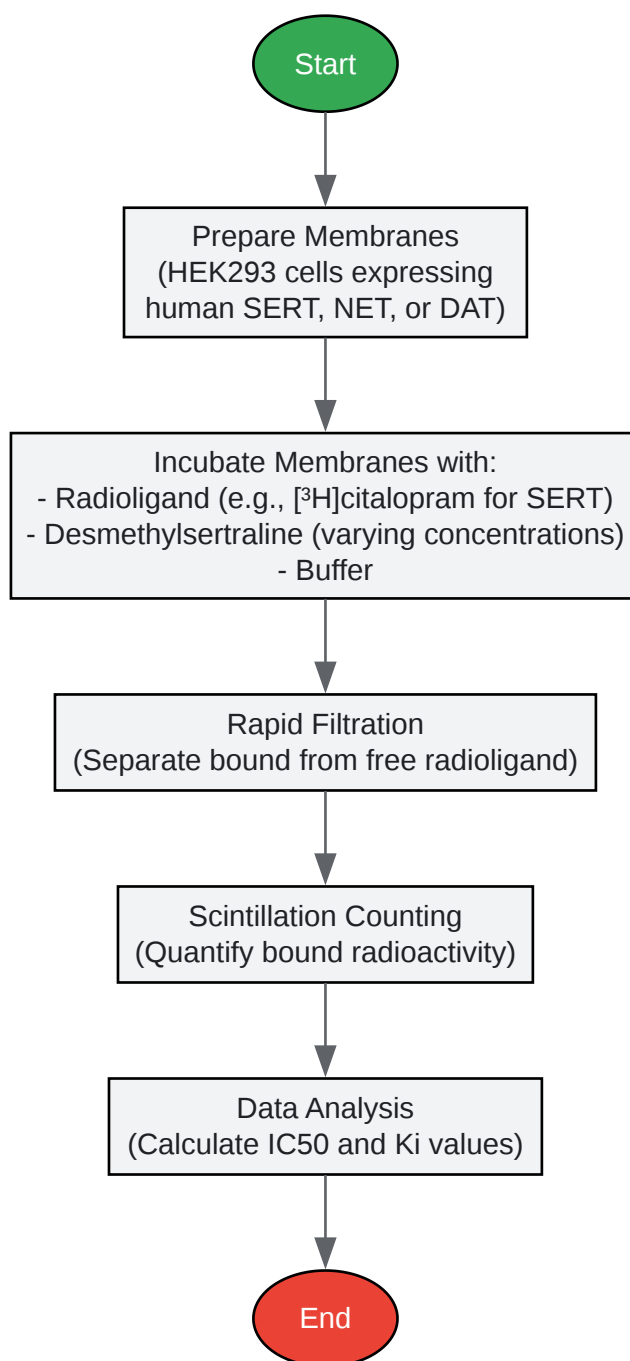 Start
Prepare Membranes
(HEK293 cells expressing
human SERT, NET, or DAT)
Incubate Membranes with:
- Radioligand (e.g., [³H]citalopram for SERT)
- Desmethylsertraline (varying concentrations)
- Buffer
Rapid Filtration
(Separate bound from free radioligand)
Scintillation Counting
(Quantify bound radioactivity)
Data Analysis
(Calculate IC50 and Ki values)
End